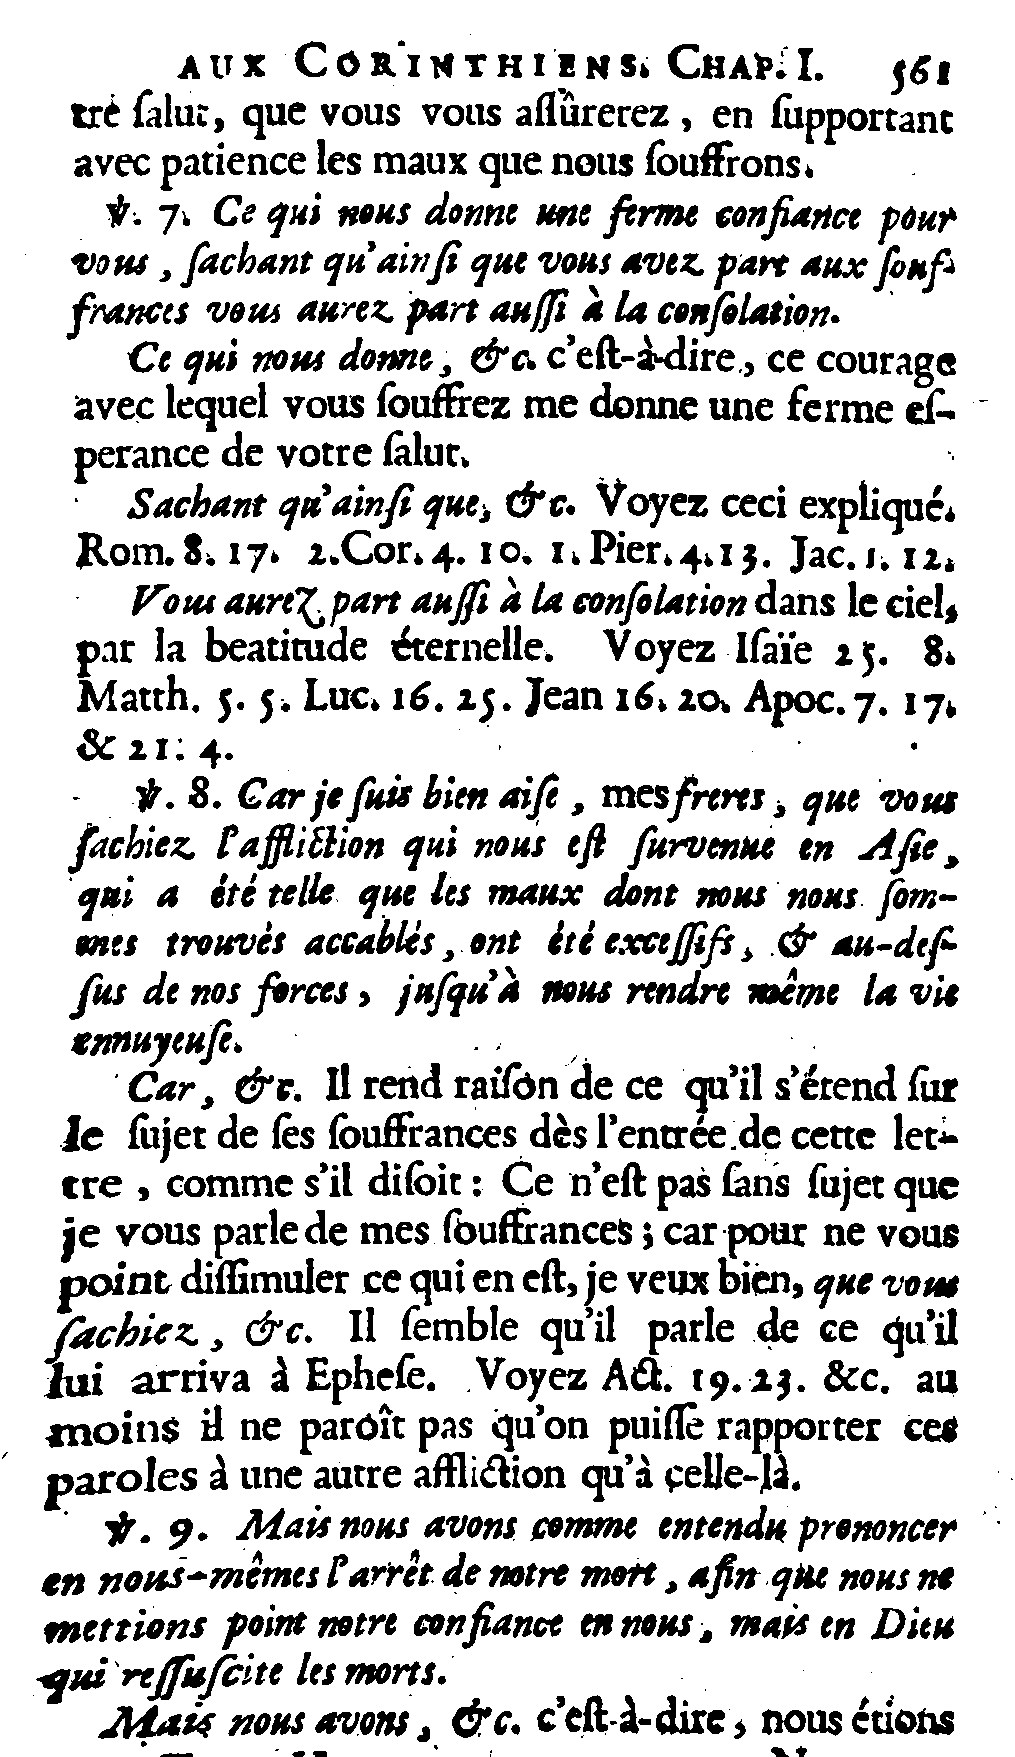 AUX CORINTHIENS. CHAP. I. 561
tre ſalut, que vous vous aſſûrerez, en ſupportant
avec patience les maux que nous ſouffrons.
℣. 7. Ce qui nous donne une ferme confiance pour
vous, ſachant qu'ainſi que vous avez part aux ſouf-
frances vous aurez part auſſi à la conſolation.
Ce qui nous donne, &c. c'eſt-à-dire, ce courage
avec lequel vous ſouffrez me donne une ferme eſ-
perance de votre ſalut.
Sachant qu'ainſi que, &c. Voyez ceci expliqué.
Rom. 8. 17. 2. Cor. 4. 10. 1. Pier. 4. 13. Jac. 1. 12.
Vous aurez part auſſi à la conſolation dans le ciel,
par la beatitude éternelle. Voyez Iſaïe 25. 8.
Matth. 5. 5. Luc. 16. 25. Jean 16. 20. Apoc. 7. 17.
& 21. 4.
℣. 8. Car je ſuis bien aiſe, mes freres, que vous
ſachiez l'affliction qui nous eſt ſurvenue en Aſie,
qui a été telle que les maux dont nous nous ſom-
mes trouvés accablés, ont été exceſſifs, & au-deſ-
ſus de nos forces, juſqu'à nous rendre même la vie
ennuyeuſe.
Car, &c. Il rend raiſon de ce qu'il s'étend ſur
le ſujet de ſes ſouffrances dès l'entrée de cette let-
tre, comme s'il diſoit : Ce n'eſt pas ſans ſujet que
je vous parle de mes ſouffrances ; car pour ne vous
point diſſimuler ce qui en eſt, je veux bien, que vous
ſachiez, &c. Il ſemble qu'il parle de ce qu'il
lui arriva à Epheſe. Voyez Act. 19. 23. &c. au
moins il ne paroît pas qu'on puiſſe rapporter ces
paroles à une autre affliction qu'à celle-là.
℣. 9. Mais nous avons comme entendu prononcer
en nous-mêmes l'arrêt de notre mort, afin que nous ne
mettions point notre confiance en nous, mais en Dieu
qui reſſuſcite les morts.
Mais nous avons, &c. c'eſt-à-dire, nous étions